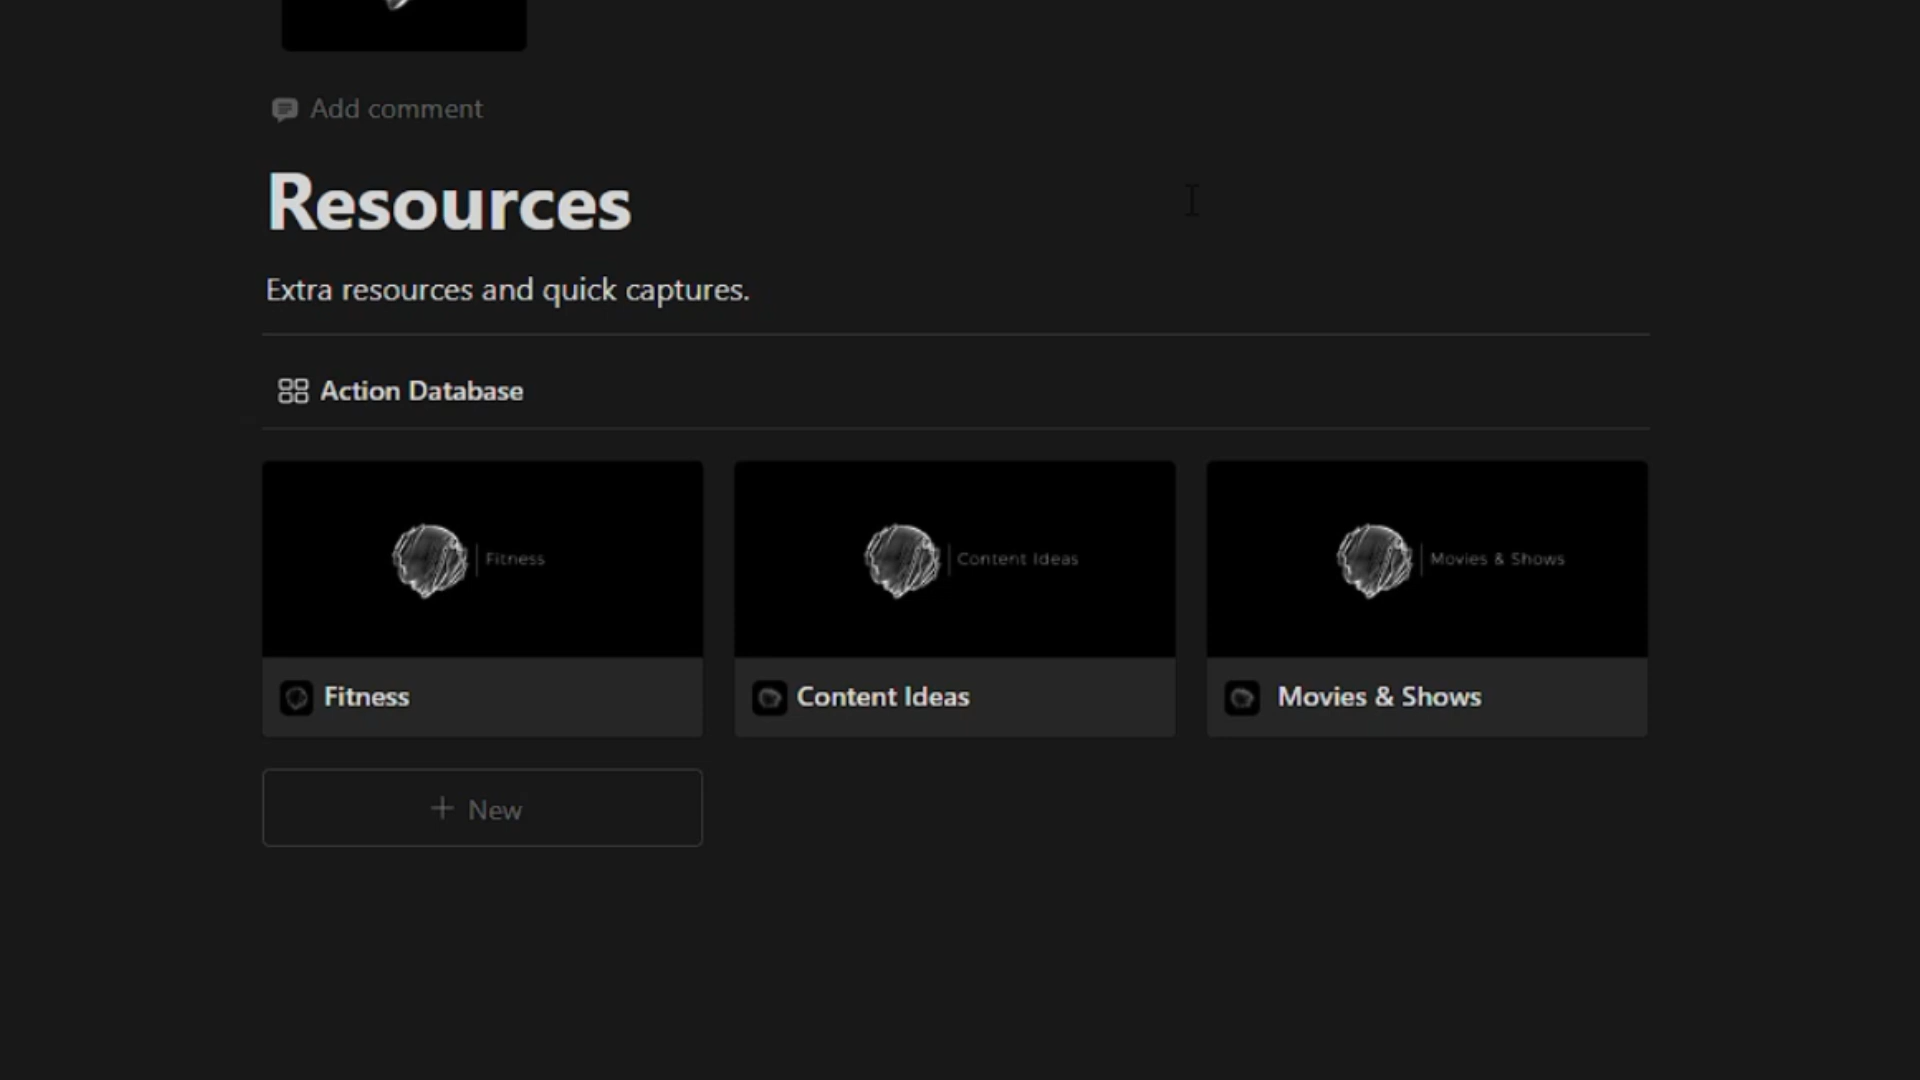 Add comment
Resources
Extra resources and quick captures.
Action Database
Fitness
Content Ideas
Movies & Shows
Fitness
Content Ideas
Movies & Shows
+ New